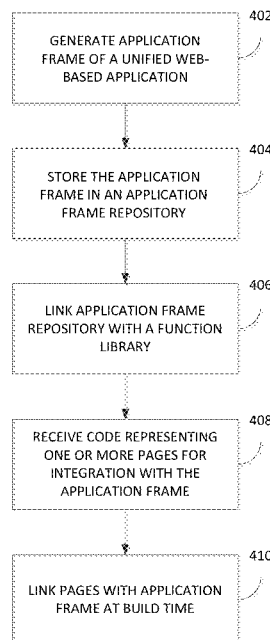 402
GENERATE APPLICATION
FRAME OF A UNIFIED WEB-
BASED APPLICATION
404
STORE THE APPLICATION
FRAME IN AN APPLICATION
FRAME REPOSITORY
406
LINK APPLICATION FRAME
REPOSITORY WITH A FUNCTION
LIBRARY
408
RECEIVE CODE REPRESENTING
ONE OR MORE PAGES FOR
INTEGRATION WITH THE
APPLICATION FRAME
410
LINK PAGES WITH APPLICATION
FRAME AT BUILD TIME